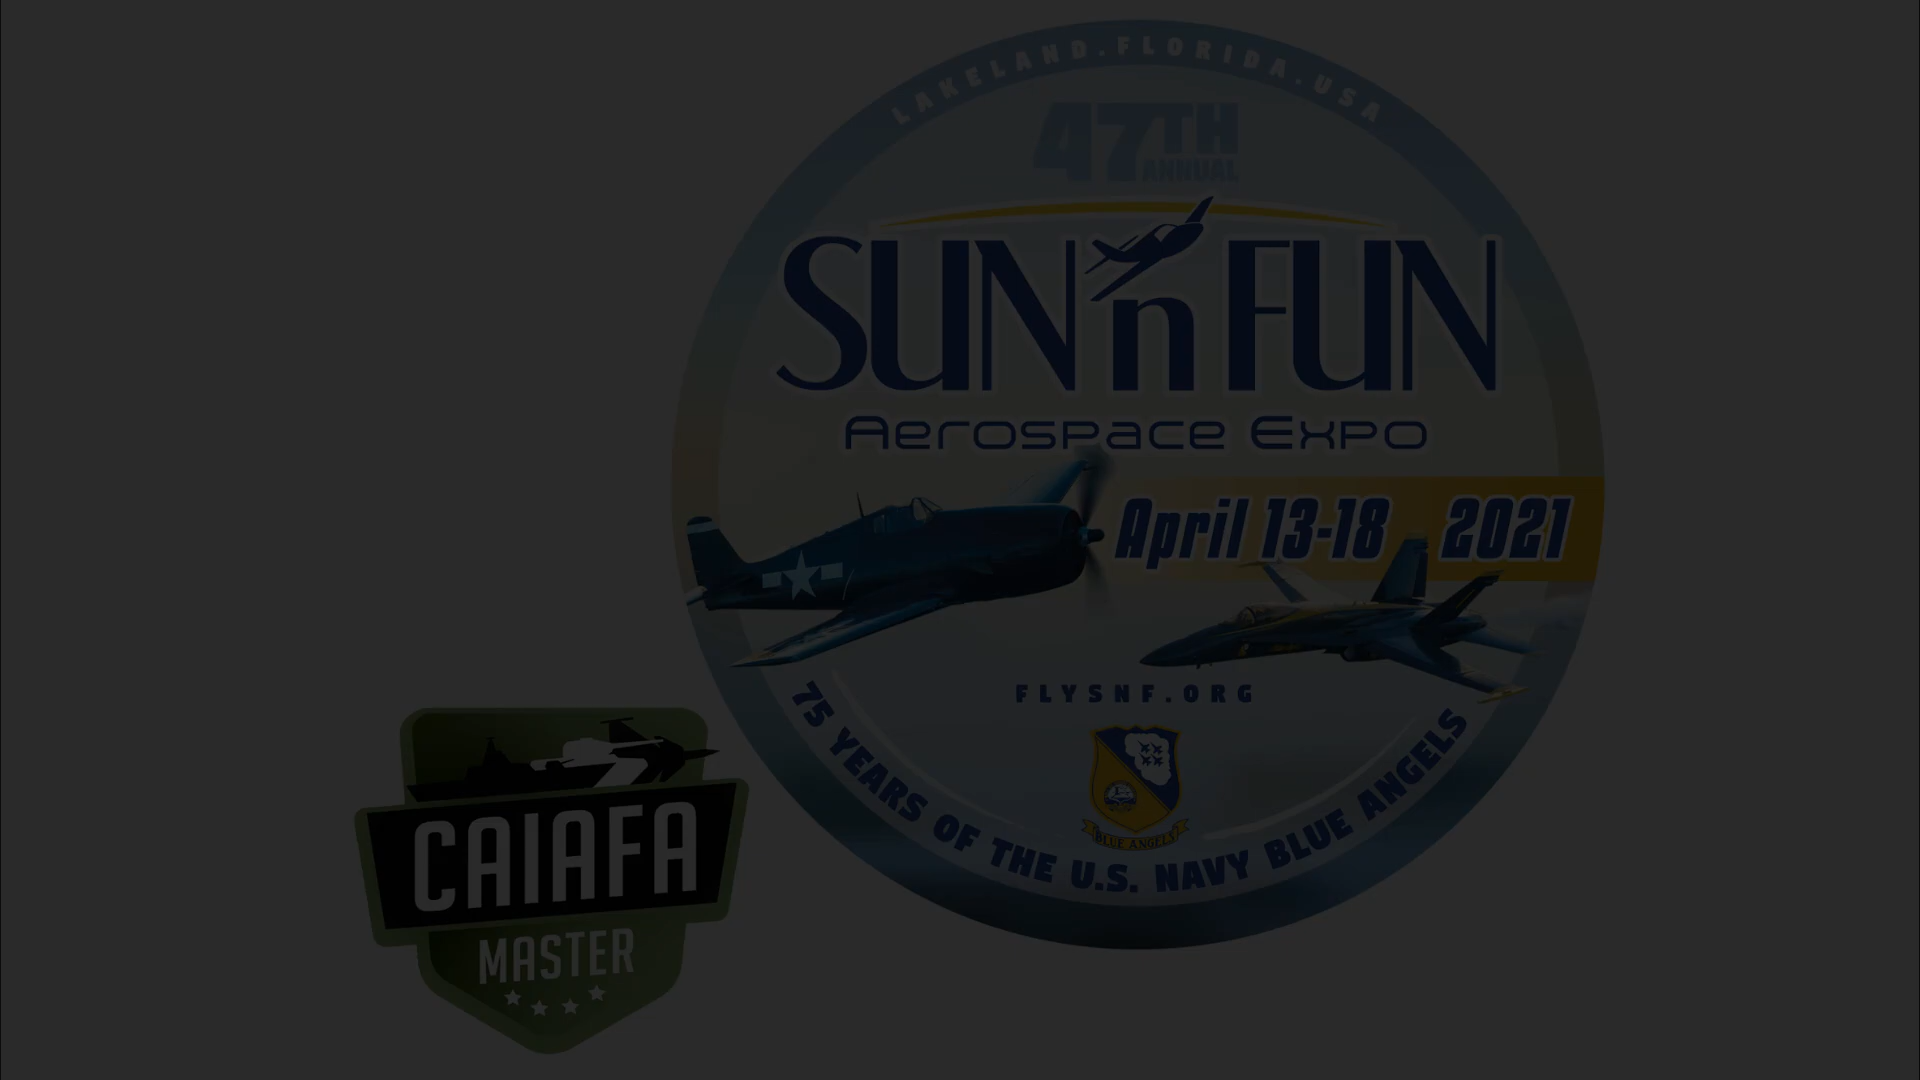 LAKELAND.FLORIDA.USA
47TH
ANNUAL
SUN'nFUN
Aerospace Expo
April 13-18 2021
FLYSNF.ORG
BLUE ANGELS
75 YEARS OF THE U.S. NAVY BLUE ANGELS
CAIAFA
MASTER